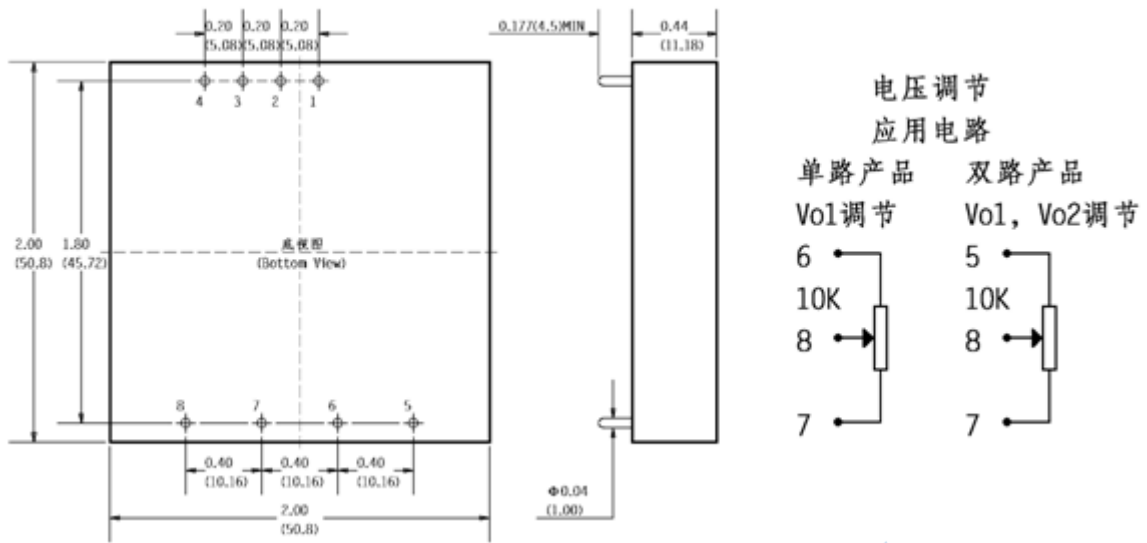 0.20 0.20 0.20
(5.08)(5.08)(5.08)
4 3 2 1
2.00
(50.8)
1.80
(45.72)
底视图
(Bottom View)
8 7 6 5
0.40 0.40 0.40
(10.16) (10.16) (10.16)
2.00
(50.8)
0.177(4.5)MIN
0.44
(11.18)
Φ0.04
(1.00)
电压调节
应用电路
单路产品
Vo1调节
6
10K
8
7
双路产品
Vo1, Vo2调节
5
10K
8
7